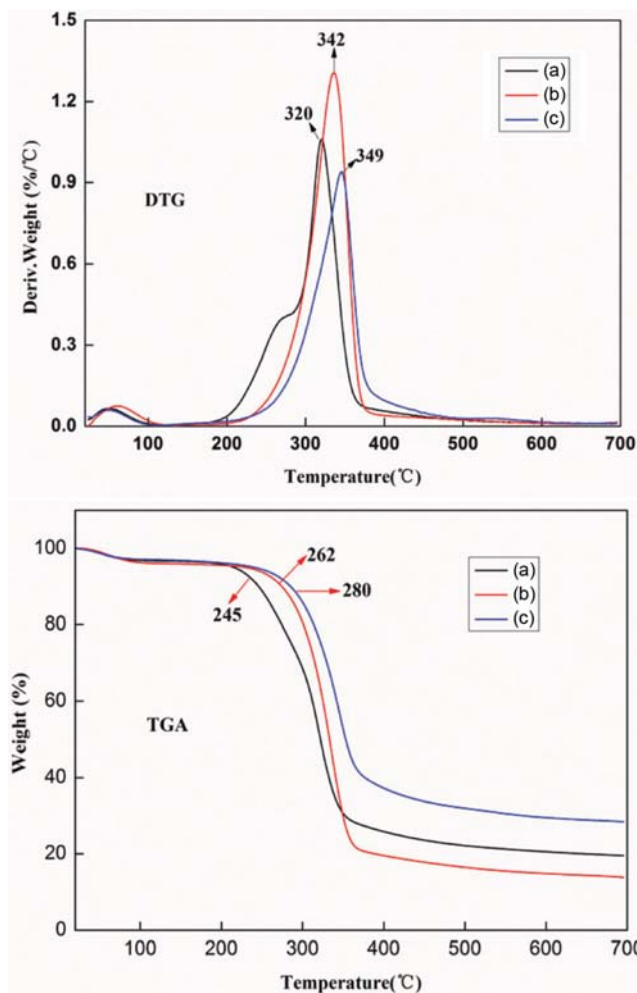 1.5
1.2
0.9
0.6
0.3
0.0
Deriv.Weight (%/℃)
342
320
349
DTG
(a)
(b)
(c)
100 200 300 400 500 600 700
Temperature(℃)
100
80
60
40
20
0
Weight (%)
262
280
245
TGA
(a)
(b)
(c)
100 200 300 400 500 600 700
Temperature(℃)